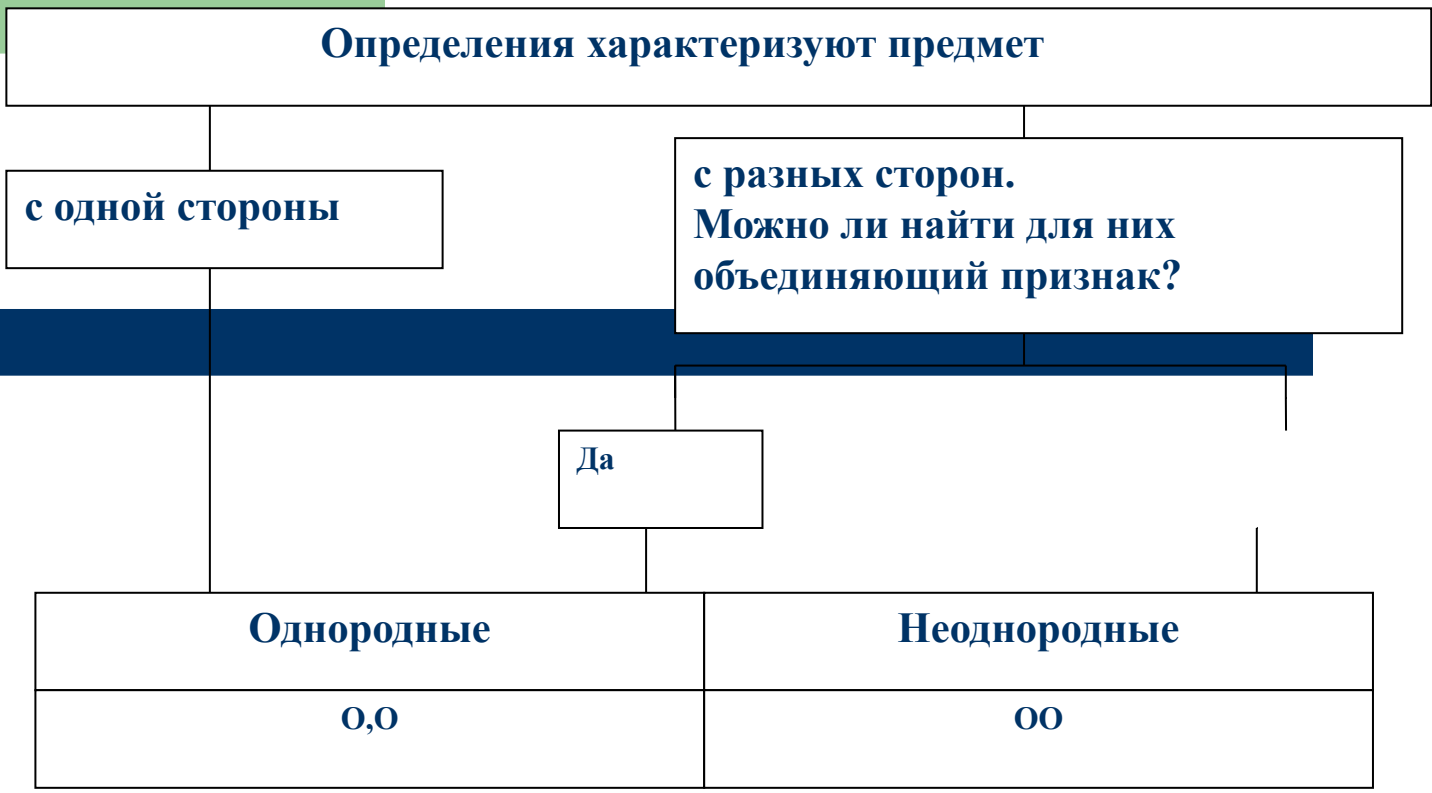 Определения характеризуют предмет
с одной стороны
с разных сторон.
Можно ли найти для них
объединяющий признак?
Да
Однородные
Неоднородные
О,О
ОО